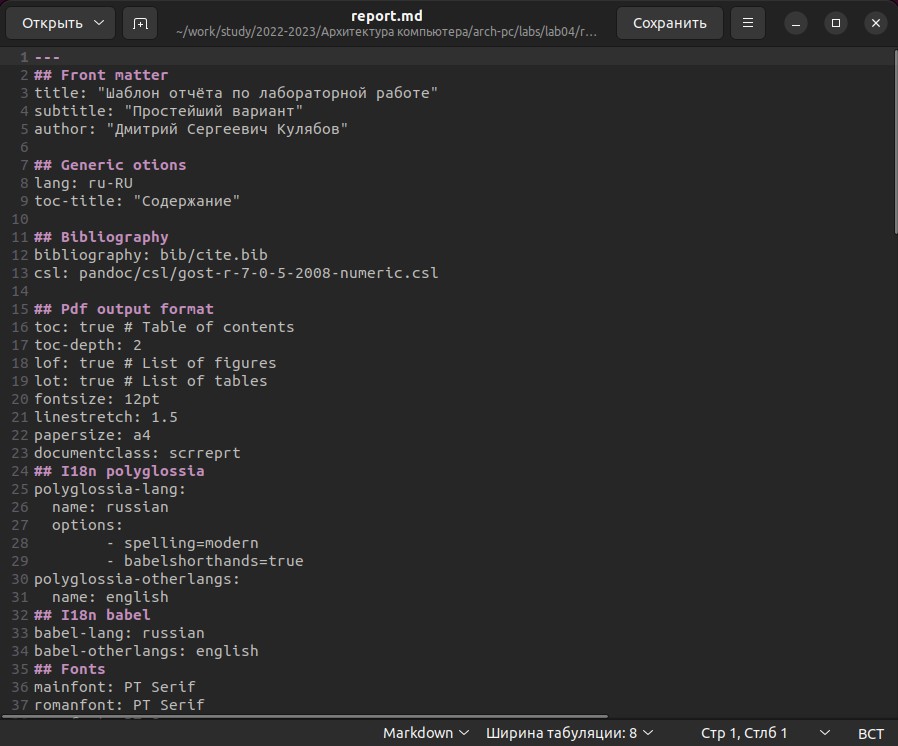 Открыть
report.md
~/work/study/2022-2023/Архитектура компьютера/arch-pc/labs/lab04/r…
Сохранить
1 ---
2 ## Front matter
3 title: "Шаблон отчёта по лабораторной работе"
4 subtitle: "Простейший вариант"
5 author: "Дмитрий Сергеевич Кулябов"
6
7 ## Generic otions
8 lang: ru-RU
9 toc-title: "Содержание"
10
11 ## Bibliography
12 bibliography: bib/cite.bib
13 csl: pandoc/csl/gost-r-7-0-5-2008-numeric.csl
14
15 ## Pdf output format
16 toc: true # Table of contents
17 toc-depth: 2
18 lof: true # List of figures
19 lot: true # List of tables
20 fontsize: 12pt
21 linestretch: 1.5
22 papersize: a4
23 documentclass: scrreprt
24 ## I18n polyglossia
25 polyglossia-lang:
26   name: russian
27   options:
28         - spelling=modern
29         - babelshorthands=true
30 polyglossia-otherlangs:
31   name: english
32 ## I18n babel
33 babel-lang: russian
34 babel-otherlangs: english
35 ## Fonts
36 mainfont: PT Serif
37 romanfont: PT Serif
Markdown Ширина табуляции: 8 Стр 1, Стлб 1 ВСТ